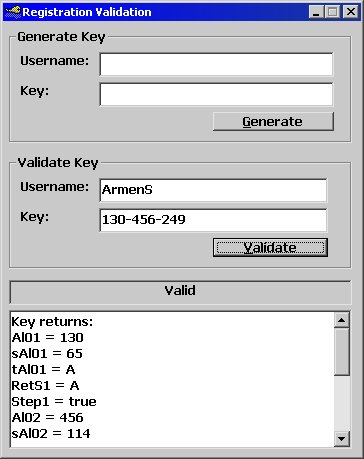 Registration Validation
Generate Key
Username:
Key:
Generate
Validate Key
Username: ArmenS
Key: 130-456-249
Validate
Valid
Key returns:
Al01 = 130
sAl01 = 65
tAl01 = A
RetS1 = A
Step1 = true
Al02 = 456
sAl02 = 114